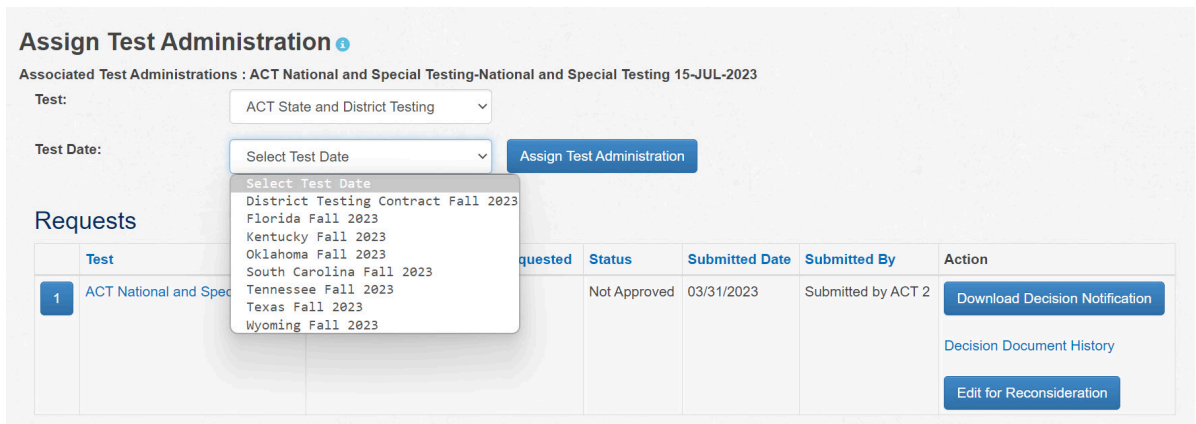 Assign Test Administration
Associated Test Administrations : ACT National and Special Testing-National and Special Testing 15-JUL-2023
Test:
ACT State and District Testing
Test Date:
Select Test Date
Assign Test Administration
Select Test Date
District Testing Contract Fall 2023
Florida Fall 2023
Kentucky Fall 2023
Oklahoma Fall 2023
South Carolina Fall 2023
Tennessee Fall 2023
Texas Fall 2023
Wyoming Fall 2023
Requests
Test quested Status Submitted Date Submitted By Action
1 ACT National and Spec Not Approved 03/31/2023 Submitted by ACT 2 Download Decision Notification
Decision Document History
Edit for Reconsideration